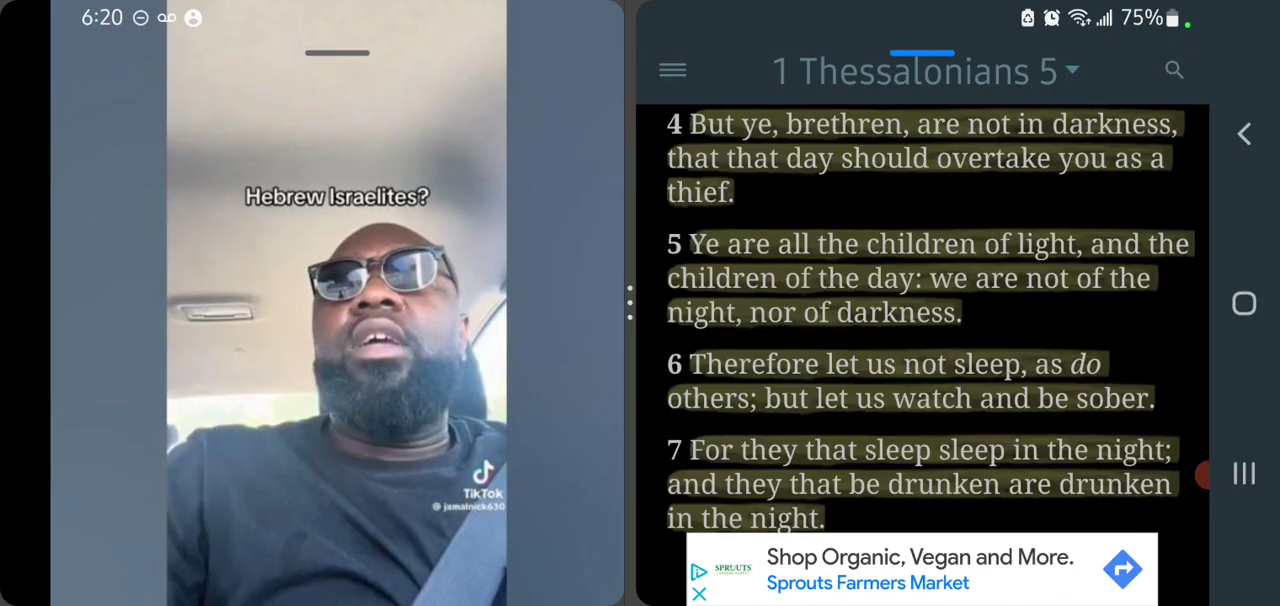 6:20
75%
Hebrew Israelites?
TikTok
@jamalnick630
1 Thessalonians 5
4 But ye, brethren, are not in darkness,
that that day should overtake you as a
thief.
5 Ye are all the children of light, and the
children of the day: we are not of the
night, nor of darkness.
6 Therefore let us not sleep, as do
others; but let us watch and be sober.
7 For they that sleep sleep in the night;
and they that be drunken are drunken
in the night.
SPROUTS
Shop Organic, Vegan and More.
Sprouts Farmers Market